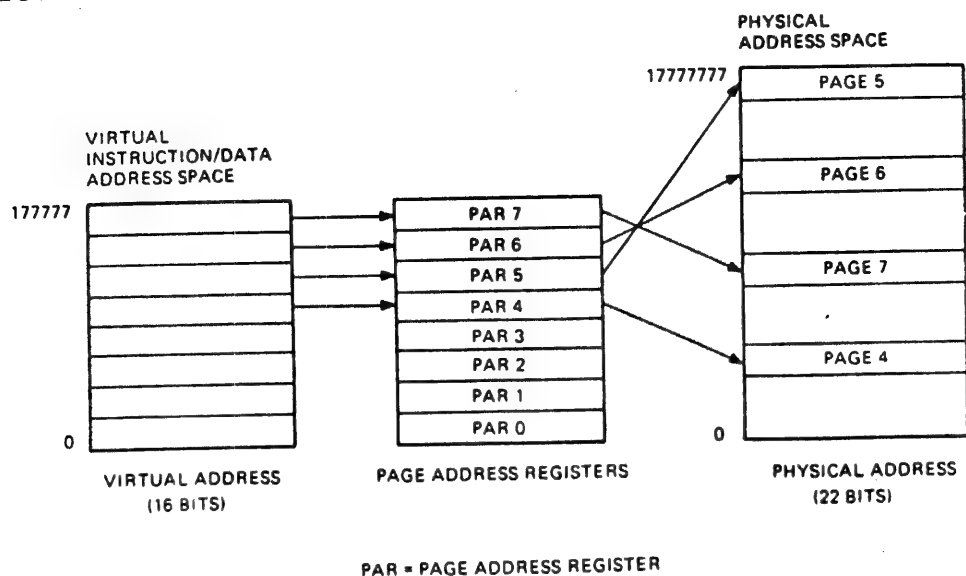 PHYSICAL
ADDRESS SPACE
17777777
PAGE 5
VIRTUAL
INSTRUCTION/DATA
ADDRESS SPACE
PAGE 6
177777
PAR 7
PAR 6
PAR 5
PAGE 7
PAR 4
PAR 3
PAR 2
PAGE 4
PAR 1
PAR 0
0
0
VIRTUAL ADDRESS
(16 BITS)
PAGE ADDRESS REGISTERS
PHYSICAL ADDRESS
(22 BITS)
PAR = PAGE ADDRESS REGISTER